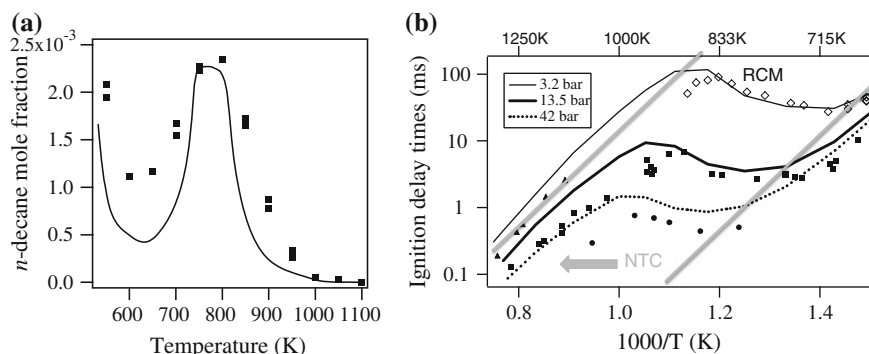 (a)
2.5x10-3
2.0
1.5
1.0
0.5
0.0
n-decane mole fraction
600 700 800 900 1000 1100
Temperature (K)
(b)
1250K 1000K 833K 715K
100
10
1
0.1
Ignition delay times (ms)
3.2 bar
13.5 bar
42 bar
RCM
NTC
0.8 1.0 1.2 1.4
1000/T (K)